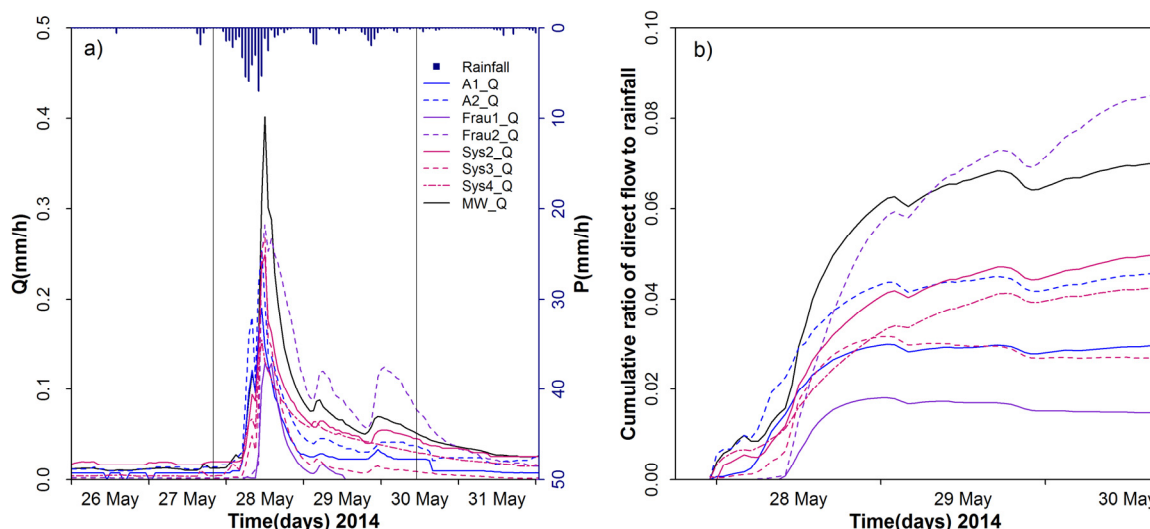 a)
Q(mm/h)
0.5
0.4
0.3
0.2
0.1
0.0
0
10
20
30
40
50
P(mm/h)
Rainfall
A1_Q
A2_Q
Frau1_Q
Frau2_Q
Sys2_Q
Sys3_Q
Sys4_Q
MW_Q
26 May 27 May 28 May 29 May 30 May 31 May
Time(days) 2014
b)
Cumulative ratio of direct flow to rainfall
0.10
0.08
0.06
0.04
0.02
0.00
28 May 29 May 30 May
Time(days) 2014